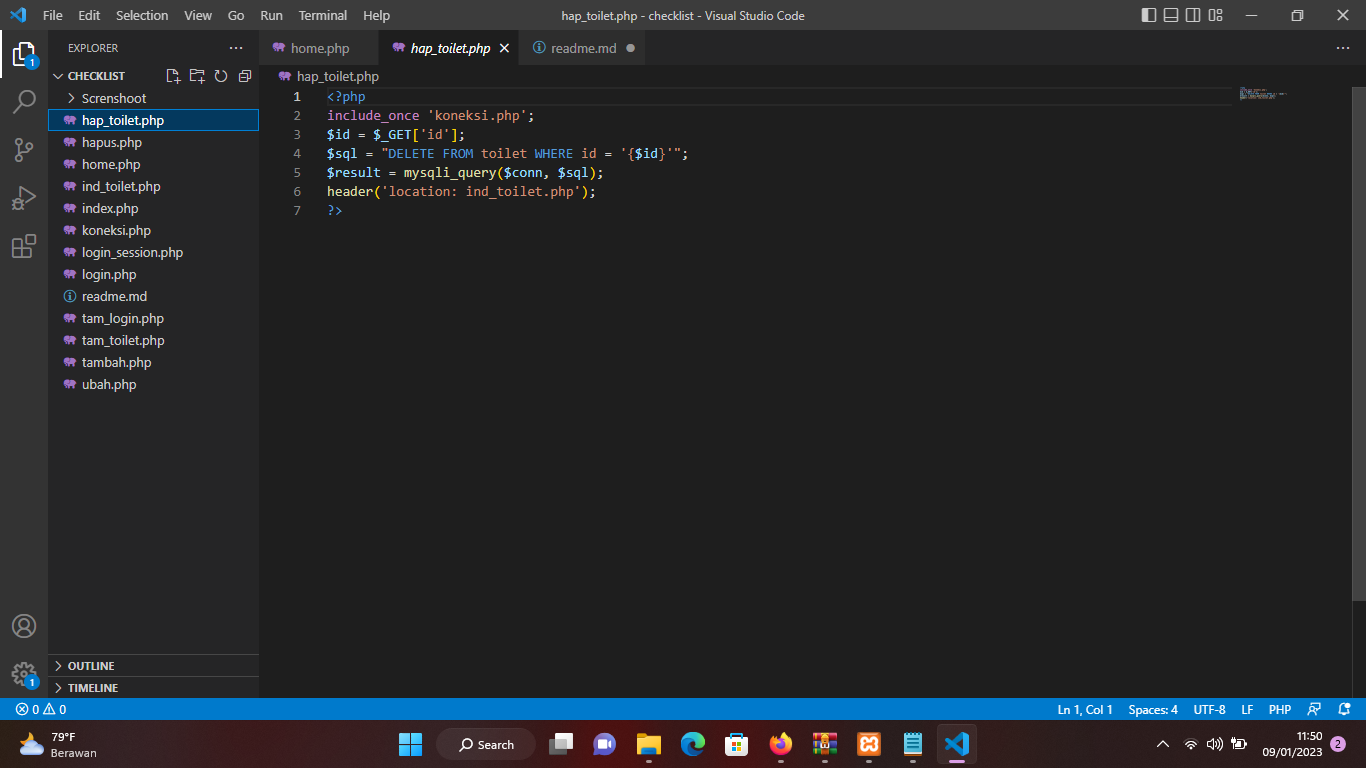 File Edit Selection View Go Run Terminal Help
hap_toilet.php - checklist - Visual Studio Code
EXPLORER
CHECKLIST
Screnshoot
hap_toilet.php
hapus.php
home.php
ind_toilet.php
index.php
koneksi.php
login_session.php
login.php
readme.md
tam_login.php
tam_toilet.php
tambah.php
ubah.php
OUTLINE
TIMELINE
1
1
home.php
hap_toilet.php
readme.md
hap_toilet.php
1 <?php
2 include_once 'koneksi.php';
3 $id = $_GET['id'];
4 $sql = "DELETE FROM toilet WHERE id = '{$id}'";
5 $result = mysqli_query($conn, $sql);
6 header('location: ind_toilet.php');
7 ?>
0 0
Ln 1, Col 1 Spaces: 4 UTF-8 LF PHP
79°F
Berawan
Search
11:50
09/01/2023
2